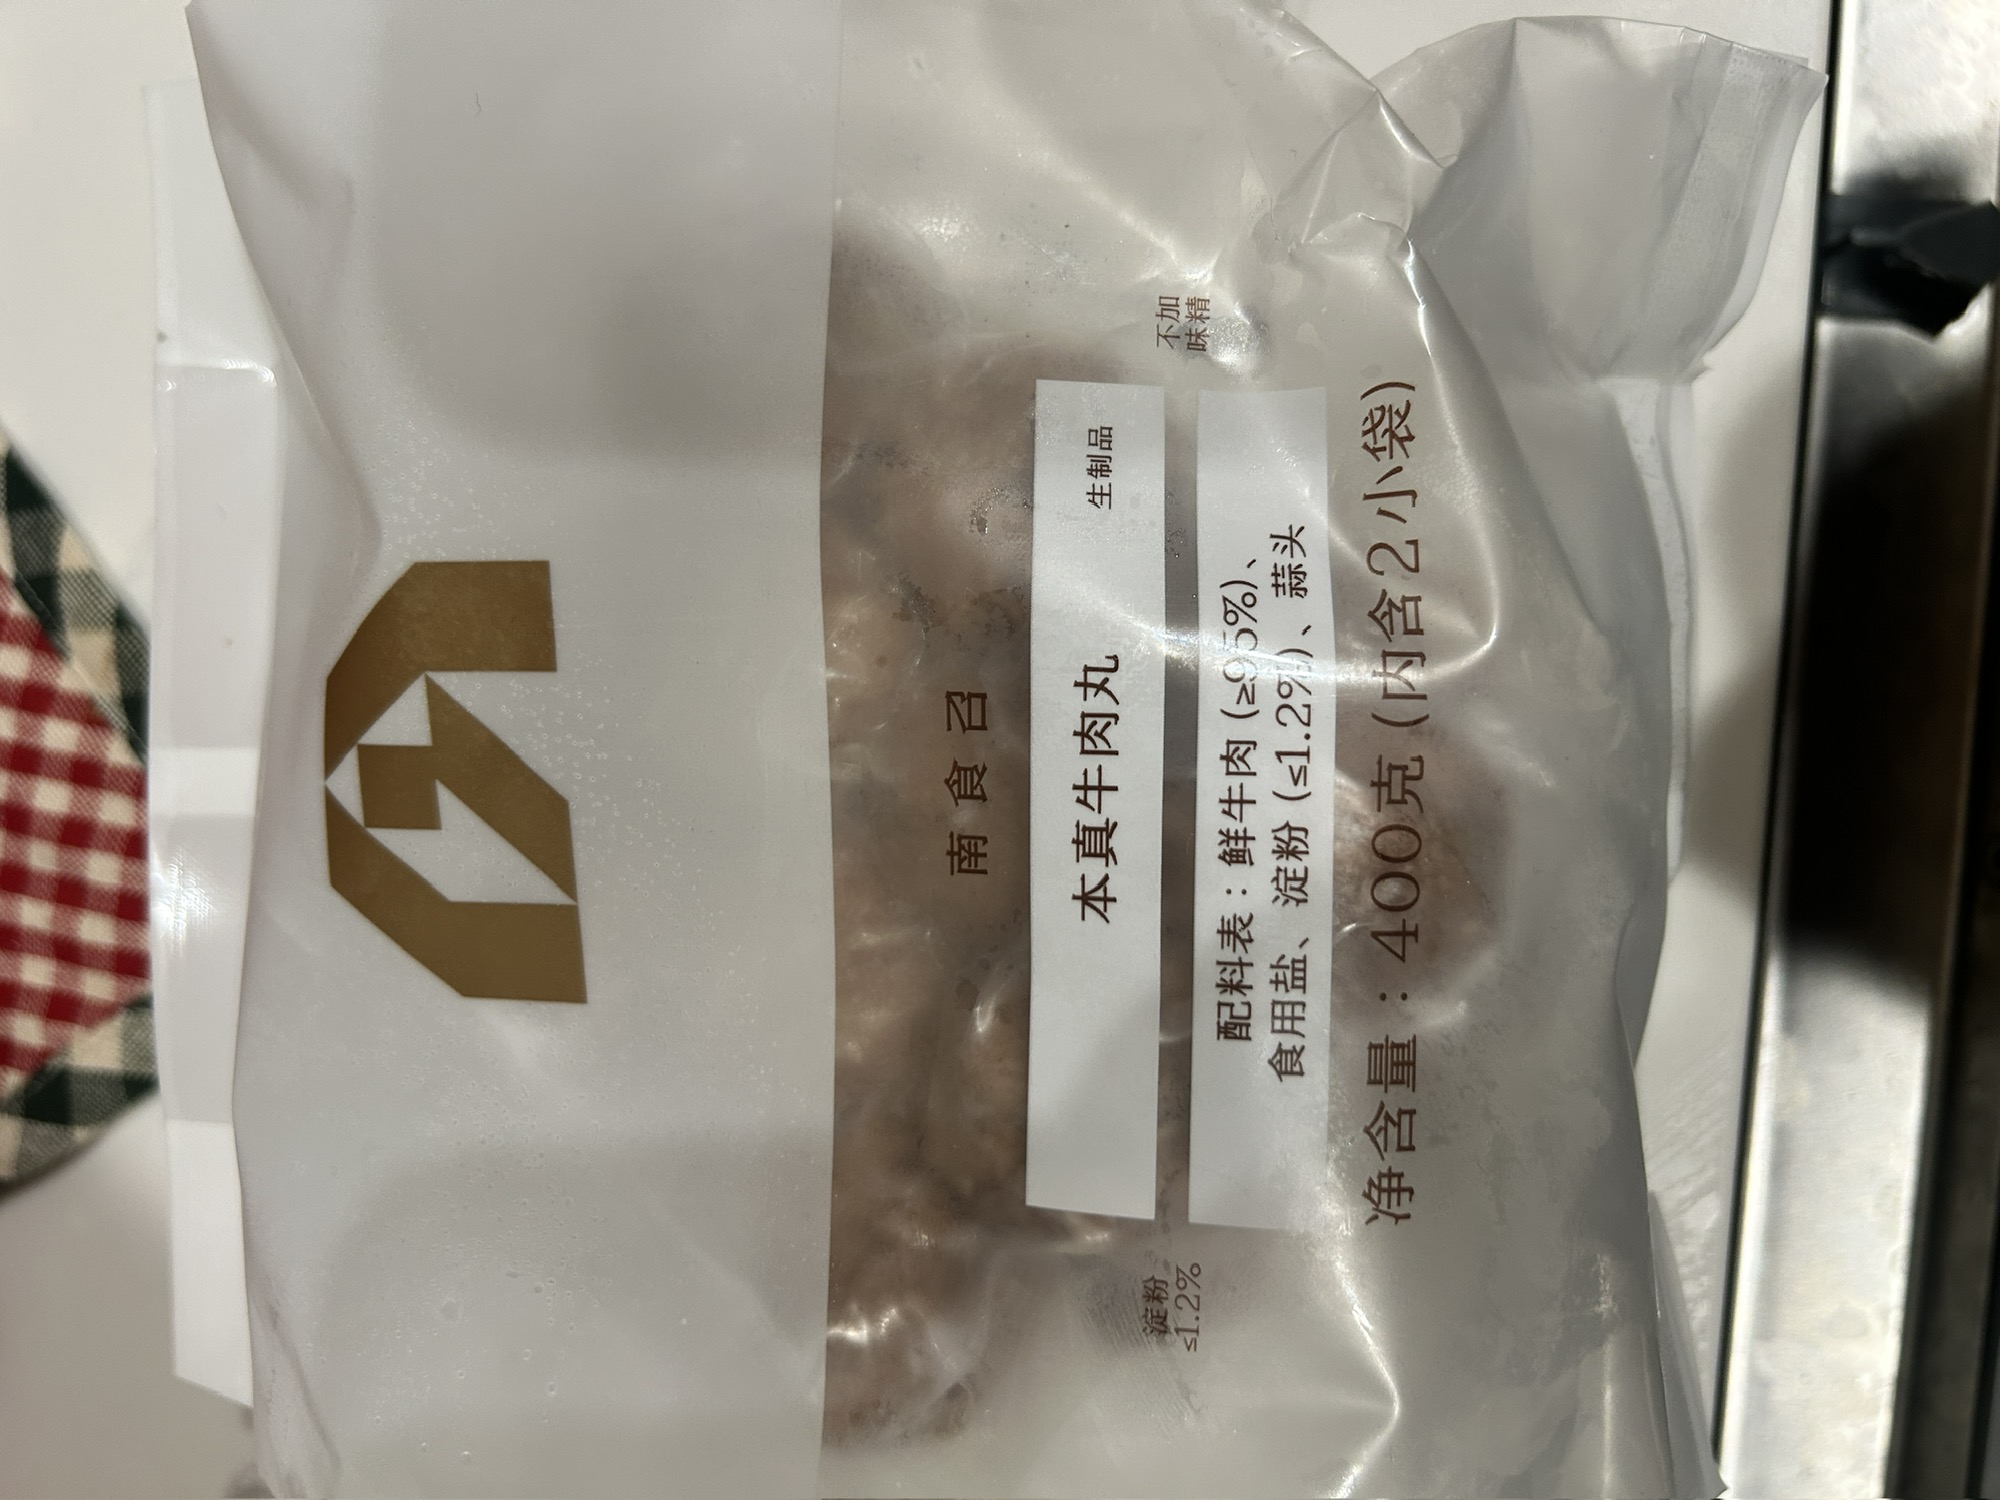 南食召
本真牛肉丸 生制品
淀粉
≤1.2%
不加
味精
配料表：鲜牛肉（≥95%）、
食用盐、淀粉（≤1.2%）、蒜头
净含量：400克（内含2小袋）